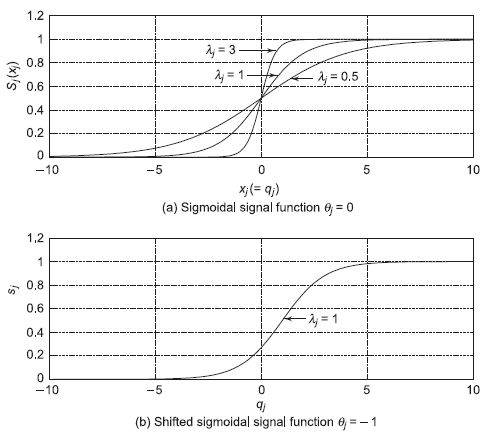 1.2
1
0.8
0.6
0.4
0.2
0
Sj(xj)
λj = 3
λj = 1
λj = 0.5
−10 −5 0 5 10
xj (= qj)
(a) Sigmoidal signal function θj = 0
1.2
1
0.8
0.6
0.4
0.2
0
sj
λj = 1
−10 −5 0 5 10
qj
(b) Shifted sigmoidal signal function θj = − 1